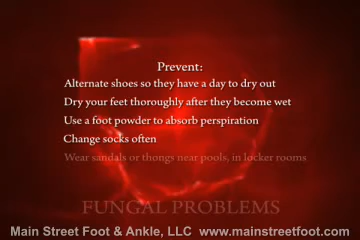 Prevent:
Alternate shoes so they have a day to dry out
Dry your feet thoroughly after they become wet
Use a foot powder to absorb perspiration
Change socks often
Wear sandals or thongs near pools, in locker rooms
FUNGAL PROBLEMS
Main Street Foot & Ankle, LLC www.mainstreetfoot.com